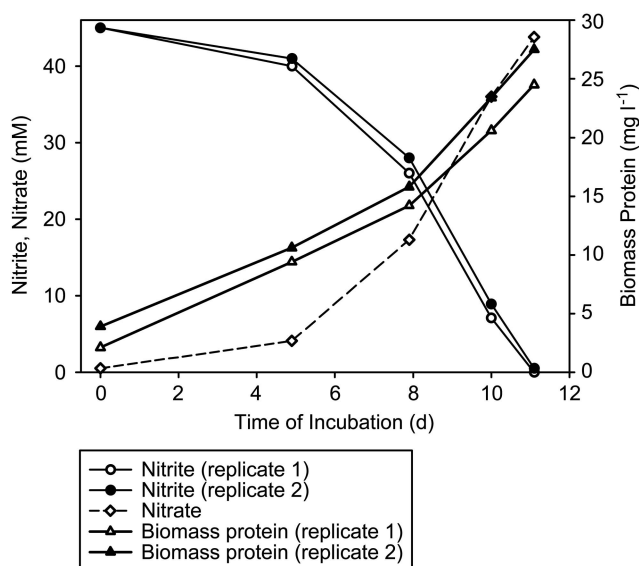 40
30
20
10
0
Nitrite, Nitrate (mM)
30
25
20
15
10
5
0
Biomass Protein (mg l-1)
0 2 4 6 8 10 12
Time of Incubation (d)
Nitrite (replicate 1)
Nitrite (replicate 2)
Nitrate
Biomass protein (replicate 1)
Biomass protein (replicate 2)